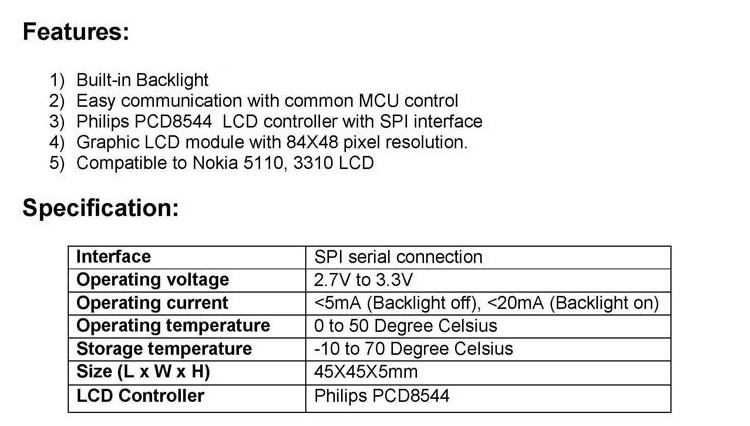 Features:
1) Built-in Backlight
2) Easy communication with common MCU control
3) Philips PCD8544 LCD controller with SPI interface
4) Graphic LCD module with 84X48 pixel resolution.
5) Compatible to Nokia 5110, 3310 LCD
Specification:
Interface SPI serial connection
Operating voltage 2.7V to 3.3V
Operating current <5mA (Backlight off), <20mA (Backlight on)
Operating temperature 0 to 50 Degree Celsius
Storage temperature -10 to 70 Degree Celsius
Size (L x W x H) 45X45X5mm
LCD Controller Philips PCD8544